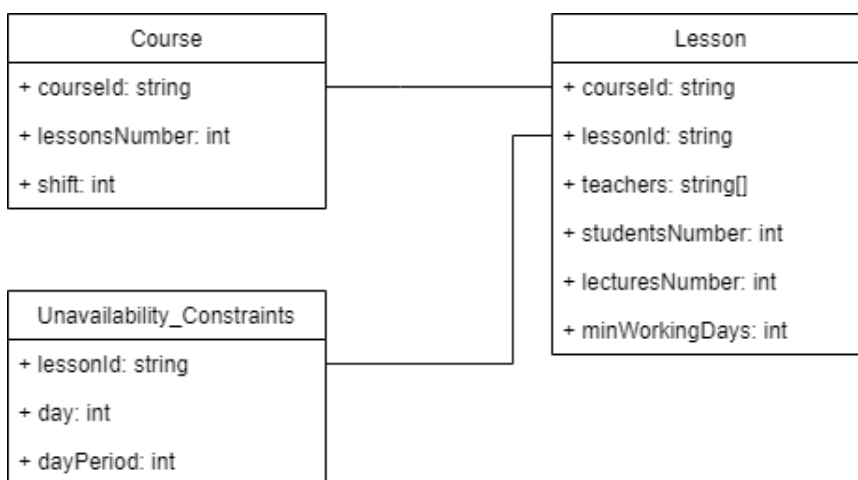 Course
+ courseId: string
+ lessonsNumber: int
+ shift: int
Lesson
+ courseId: string
+ lessonId: string
+ teachers: string[]
+ studentsNumber: int
+ lecturesNumber: int
+ minWorkingDays: int
Unavailability_Constraints
+ lessonId: string
+ day: int
+ dayPeriod: int